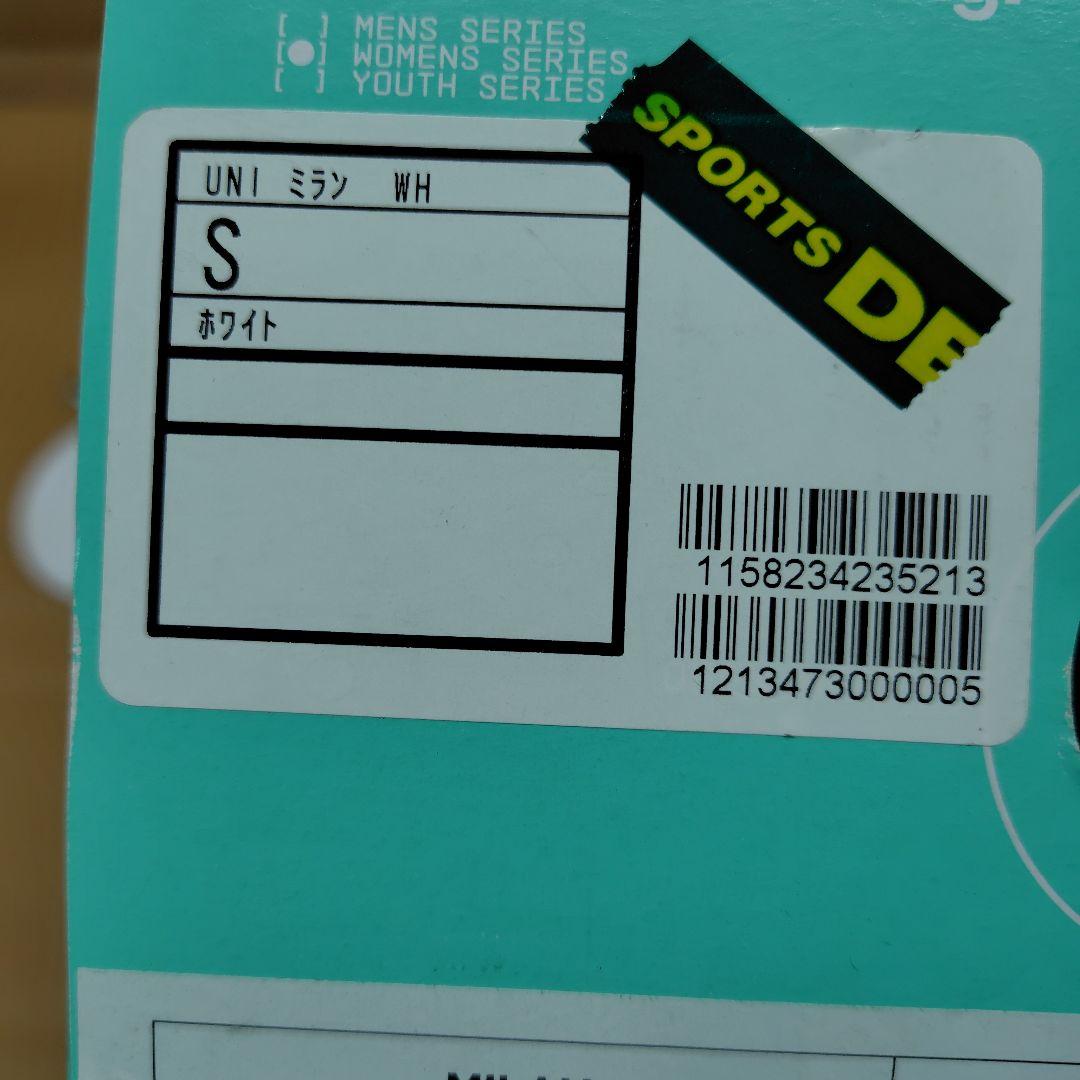 [ ] MENS SERIES
[●] WOMENS SERIES
[ ] YOUTH SERIES
SPORTS DE
UNI ミラン WH
S
ホワイト
1158234235213
1213473000005